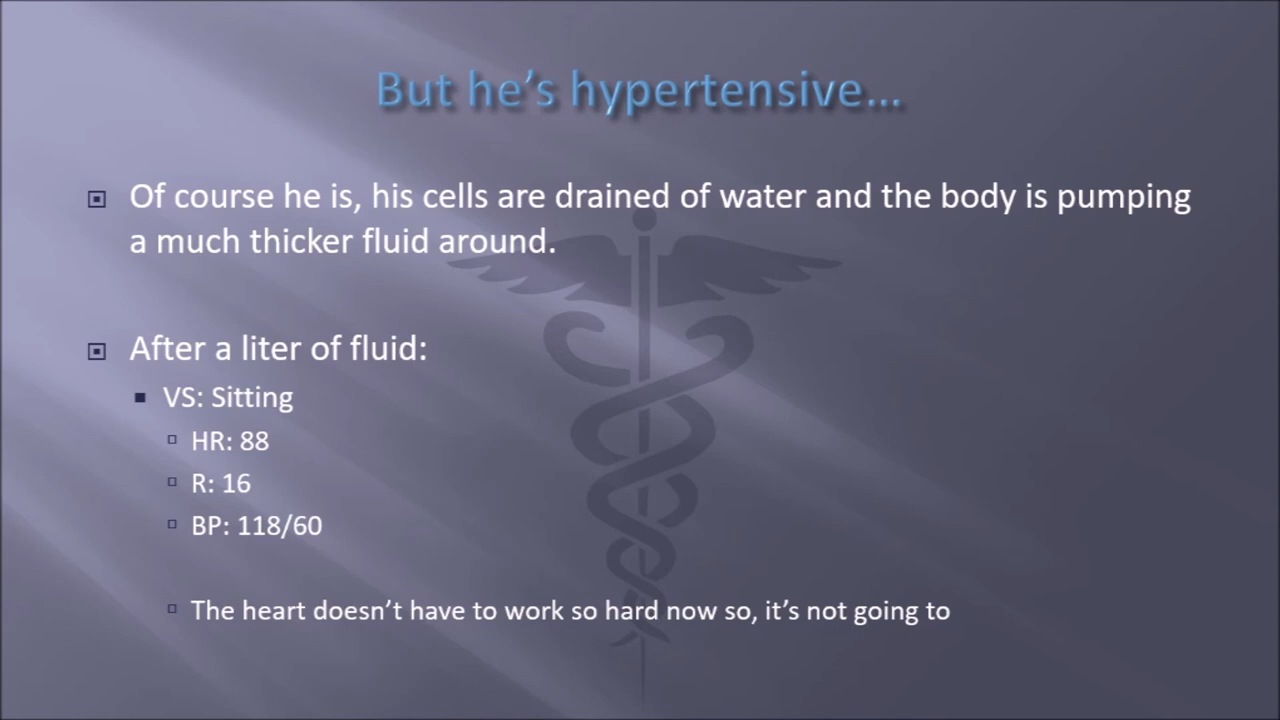 But he's hypertensive...
Of course he is, his cells are drained of water and the body is pumping
a much thicker fluid around.
After a liter of fluid:
VS: Sitting
HR: 88
R: 16
BP: 118/60
The heart doesn't have to work so hard now so, it's not going to